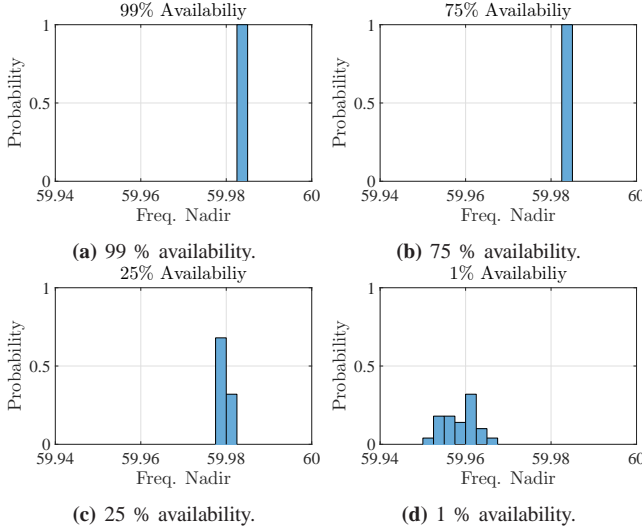 99% Availabiliy
75% Availabiliy
1
0.5
0
Probability
59.94 59.96 59.98 60
Freq. Nadir
1
0.5
0
Probability
59.94 59.96 59.98 60
Freq. Nadir
(a) 99 % availability.
(b) 75 % availability.
25% Availabiliy
1% Availabiliy
1
0.5
0
Probability
59.94 59.96 59.98 60
Freq. Nadir
1
0.5
0
Probability
59.94 59.96 59.98 60
Freq. Nadir
(c) 25 % availability.
(d) 1 % availability.